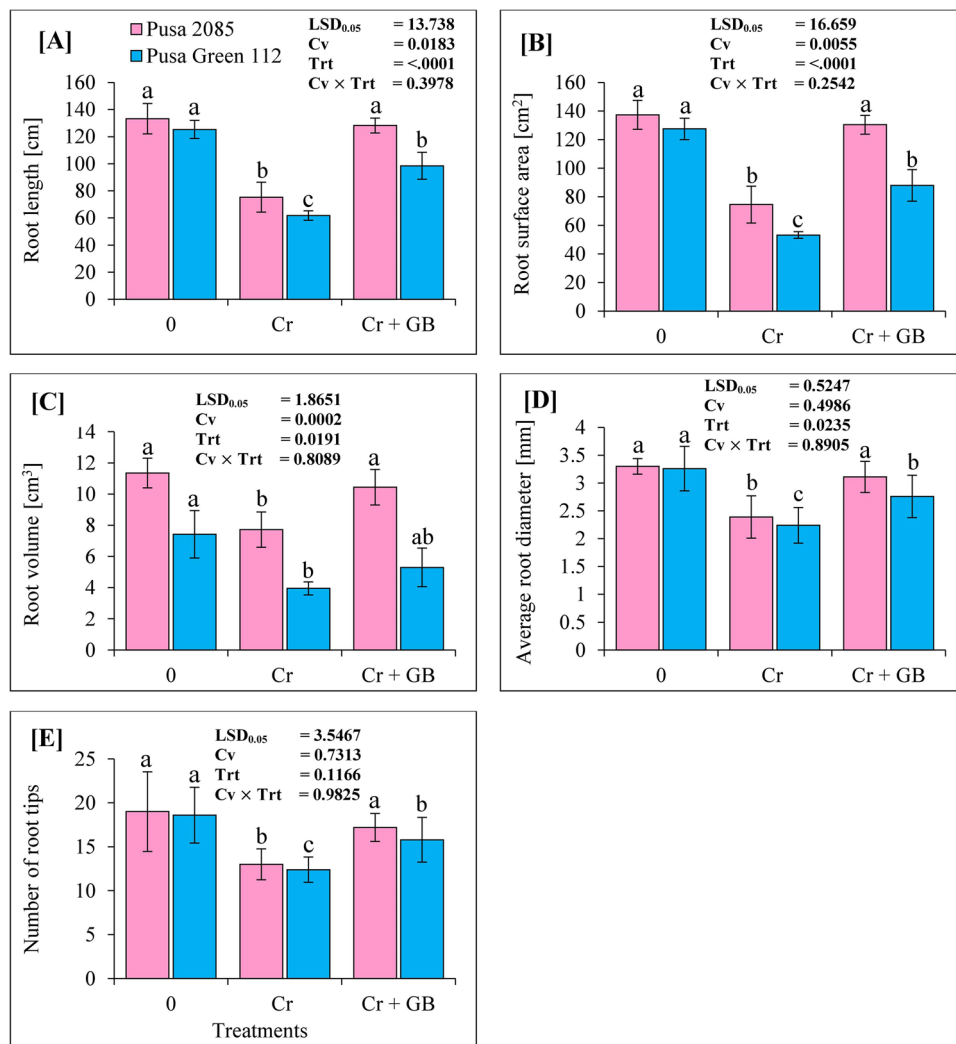 [A]
Pusa 2085
Pusa Green 112
LSD0.05 = 13.738
Cv = 0.0183
Trt = <.0001
Cv × Trt = 0.3978
Root length [cm]
160
140
120
100
80
60
40
20
0
a a b c a b
0 Cr Cr + GB
[B]
LSD0.05 = 16.659
Cv = 0.0055
Trt = <.0001
Cv × Trt = 0.2542
Root surface area [cm²]
160
140
120
100
80
60
40
20
0
a a b c a b
0 Cr Cr + GB
[C]
LSD0.05 = 1.8651
Cv = 0.0002
Trt = 0.0191
Cv × Trt = 0.8089
Root volume [cm³]
14
12
10
8
6
4
2
0
a a b b a ab
0 Cr Cr + GB
[D]
LSD0.05 = 0.5247
Cv = 0.4986
Trt = 0.0235
Cv × Trt = 0.8905
Average root diameter [mm]
3.5
3
2.5
2
1.5
1
0.5
0
a a b c a b
0 Cr Cr + GB
[E]
LSD0.05 = 3.5467
Cv = 0.7313
Trt = 0.1166
Cv × Trt = 0.9825
Number of root tips
25
20
15
10
5
0
a a b c a b
0 Cr Cr + GB
Treatments